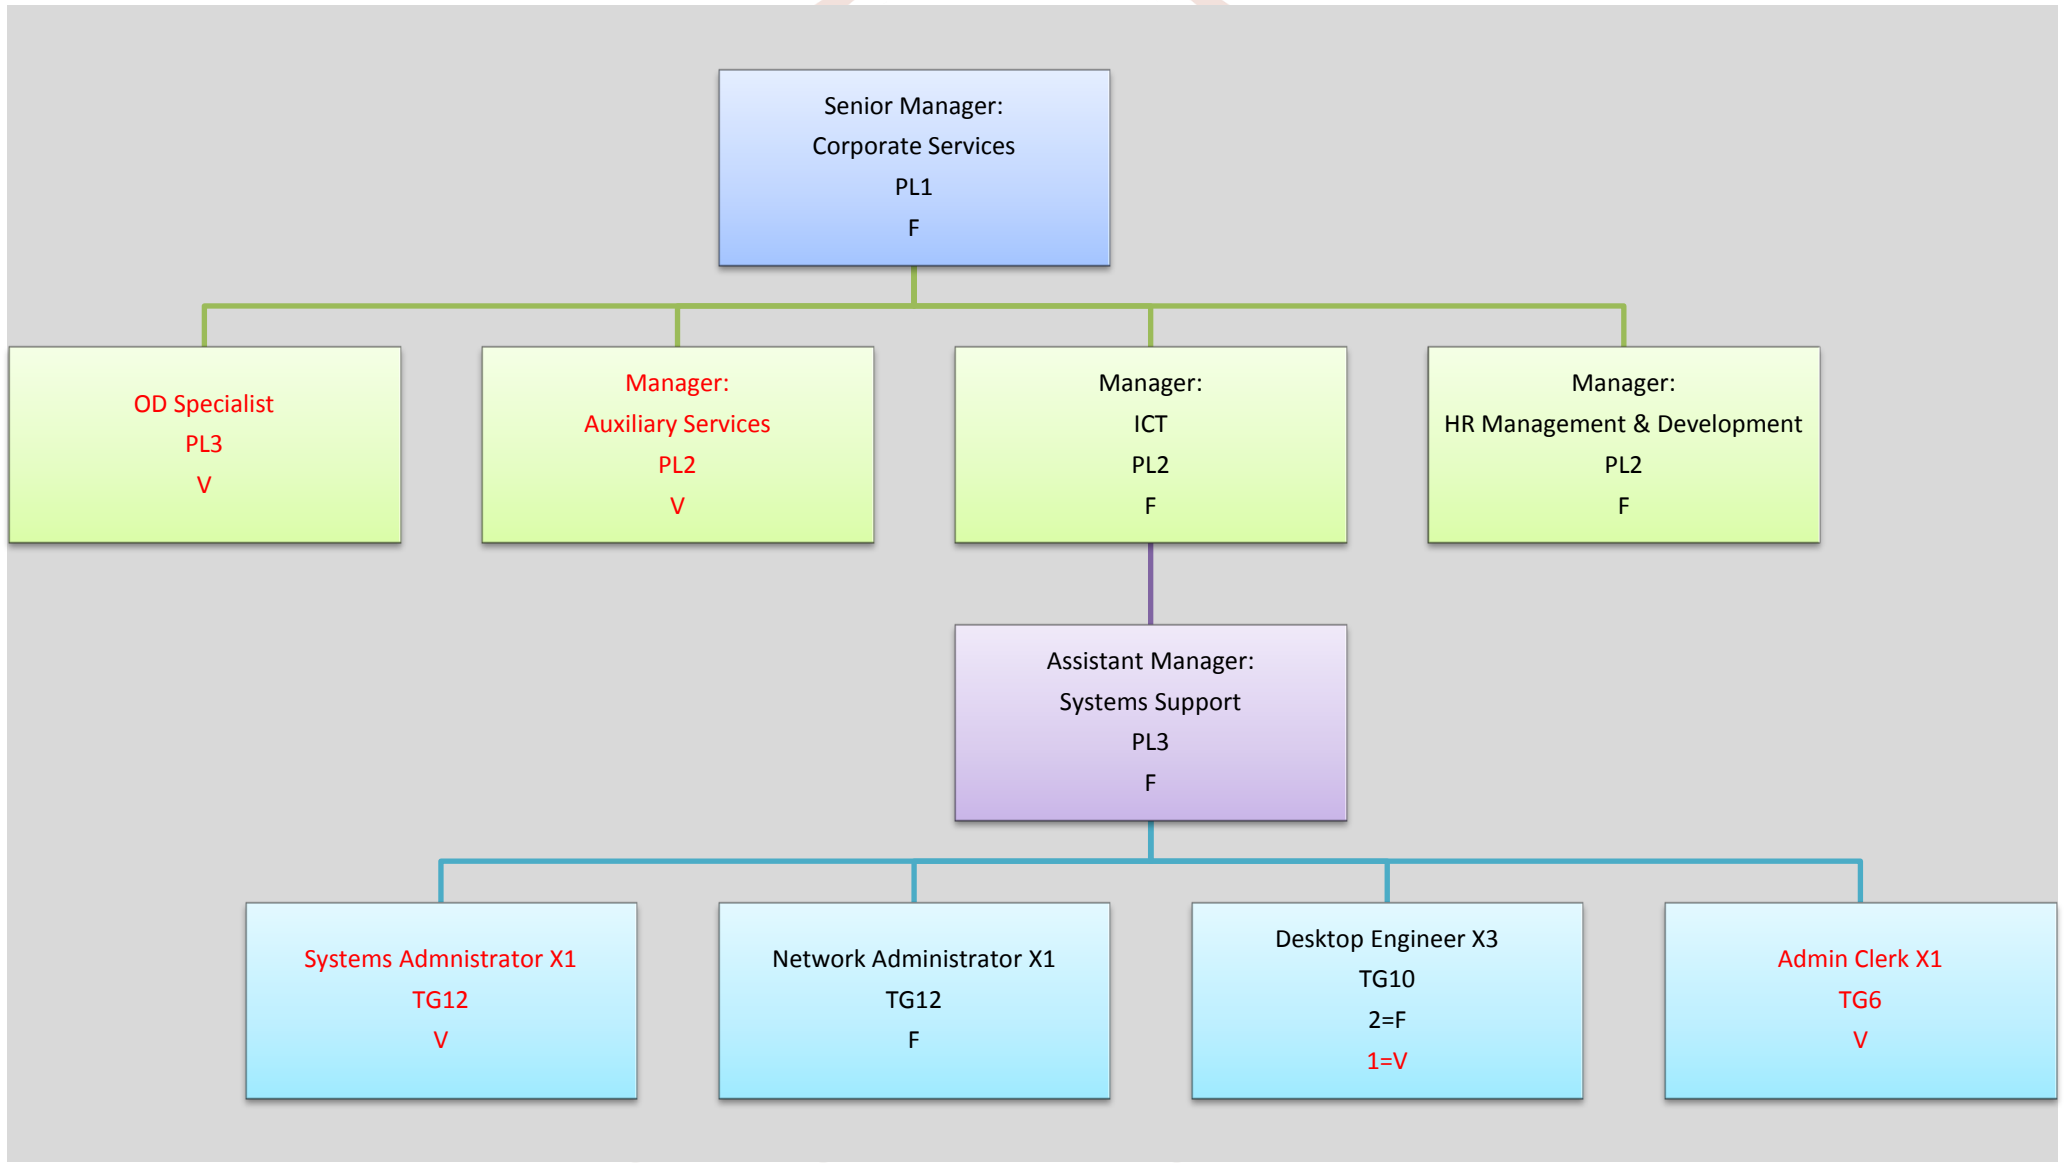 Senior Manager:
Corporate Services
PL1
F
OD Specialist
PL3
V
Manager:
Auxiliary Services
PL2
V
Manager:
ICT
PL2
F
Manager:
HR Management & Development
PL2
F
Assistant Manager:
Systems Support
PL3
F
Systems Admnistrator X1
TG12
V
Network Administrator X1
TG12
F
Desktop Engineer X3
TG10
2=F
1=V
Admin Clerk X1
TG6
V